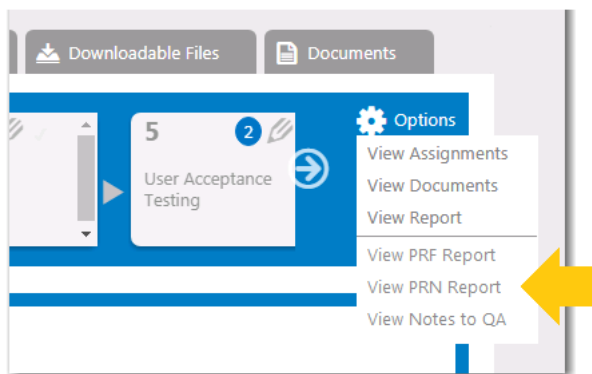 Downloadable Files
Documents
5
2
User Acceptance
Testing
Options
View Assignments
View Documents
View Report
View PRF Report
View PRN Report
View Notes to QA